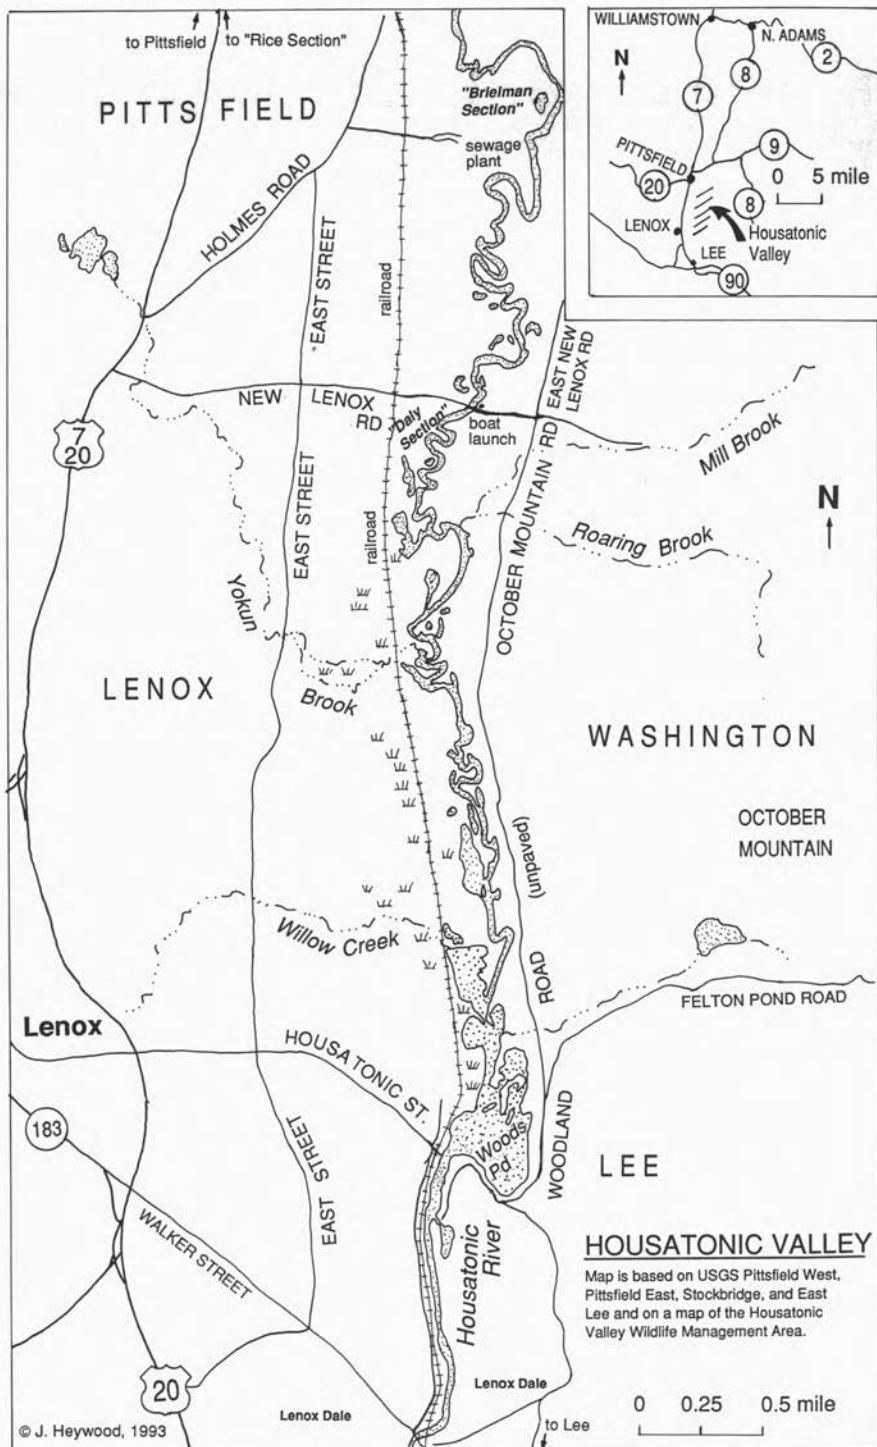 to Pittsfield
to "Rice Section"
PITTSFIELD
"Brielman
Section"
sewage
plant
HOLMES ROAD
EAST STREET
railroad
WILLIAMSTOWN
N. ADAMS
N
2
7
8
9
PITTSFIELD
20
0 5 mile
8
LENOX
Housatonic
Valley
LEE
90
EAST NEW
LENOX RD
NEW LENOX
RD
"Daly
Section"
boat
launch
7
20
Mill Brook
OCTOBER MOUNTAIN RD
N
EAST STREET
railroad
Roaring Brook
Yokun
Brook
LENOX
WASHINGTON
OCTOBER
MOUNTAIN
(unpaved)
Willow Creek
ROAD
FELTON POND ROAD
Lenox
HOUSATONIC ST.
183
WOODLAND
Woods
Pd
LEE
EAST STREET
WALKER STREET
Housatonic
River
HOUSATONIC VALLEY
Map is based on USGS Pittsfield West,
Pittsfield East, Stockbridge, and East
Lee and on a map of the Housatonic
Valley Wildlife Management Area.
20
Lenox Dale
Lenox Dale
0 0.25 0.5 mile
© J. Heywood, 1993
to Lee